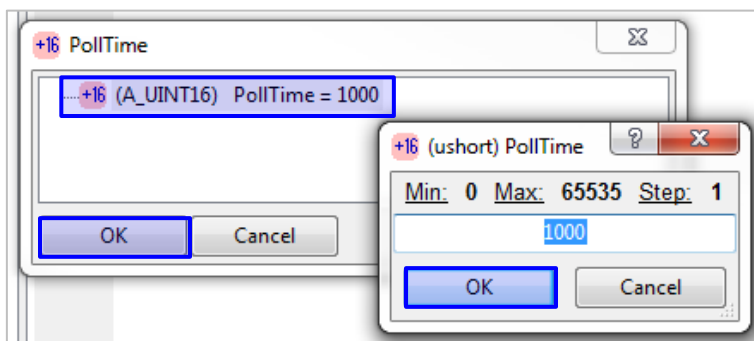 +16 PollTime
+16 (A_UINT16) PollTime = 1000
OK Cancel
+16 (ushort) PollTime ?
Min: 0 Max: 65535 Step: 1
1000
OK Cancel